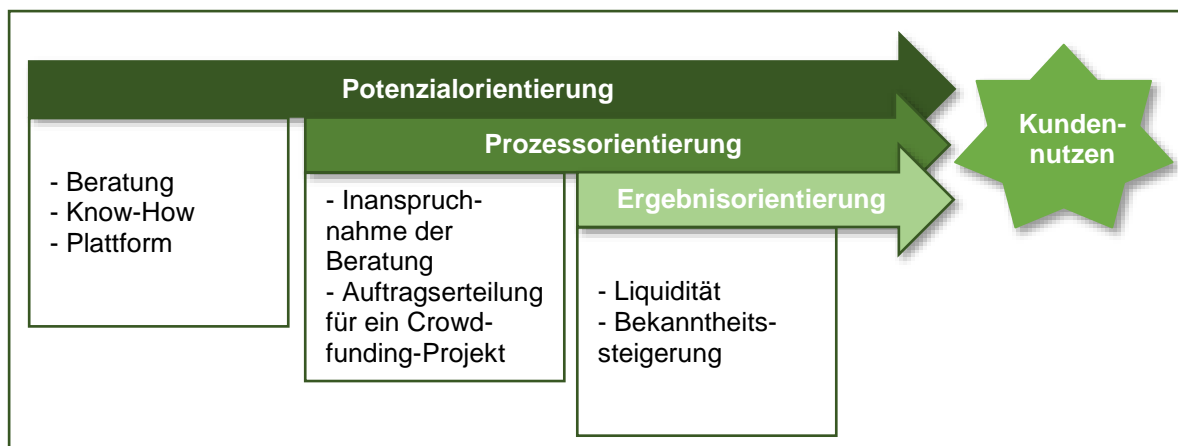 Potenzialorientierung
Kunden-
nutzen
Prozessorientierung
- Beratung
- Know-How
- Plattform
Ergebnisorientierung
- Inanspruch-
nahme der
Beratung
- Auftragserteilung
für ein Crowd-
funding-Projekt
- Liquidität
- Bekanntheits-
steigerung